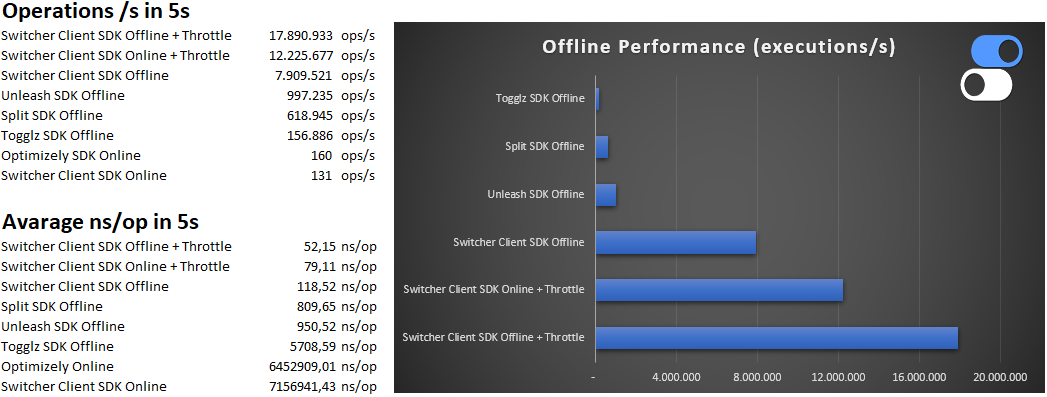 Operations /s in 5s
Switcher Client SDK Offline + Throttle 17.890.933 ops/s
Switcher Client SDK Online + Throttle 12.225.677 ops/s
Switcher Client SDK Offline 7.909.521 ops/s
Unleash SDK Offline 997.235 ops/s
Split SDK Offline 618.945 ops/s
Togglz SDK Offline 156.886 ops/s
Optimizely SDK Online 160 ops/s
Switcher Client SDK Online 131 ops/s
Avarage ns/op in 5s
Switcher Client SDK Offline + Throttle 52,15 ns/op
Switcher Client SDK Online + Throttle 79,11 ns/op
Switcher Client SDK Offline 118,52 ns/op
Split SDK Offline 809,65 ns/op
Unleash SDK Offline 950,52 ns/op
Togglz SDK Offline 5708,59 ns/op
Optimizely Online 6452909,01 ns/op
Switcher Client SDK Online 7156941,43 ns/op
Offline Performance (executions/s)
Togglz SDK Offline
Split SDK Offline
Unleash SDK Offline
Switcher Client SDK Offline
Switcher Client SDK Online + Throttle
Switcher Client SDK Offline + Throttle
- 4.000.000 8.000.000 12.000.000 16.000.000 20.000.000